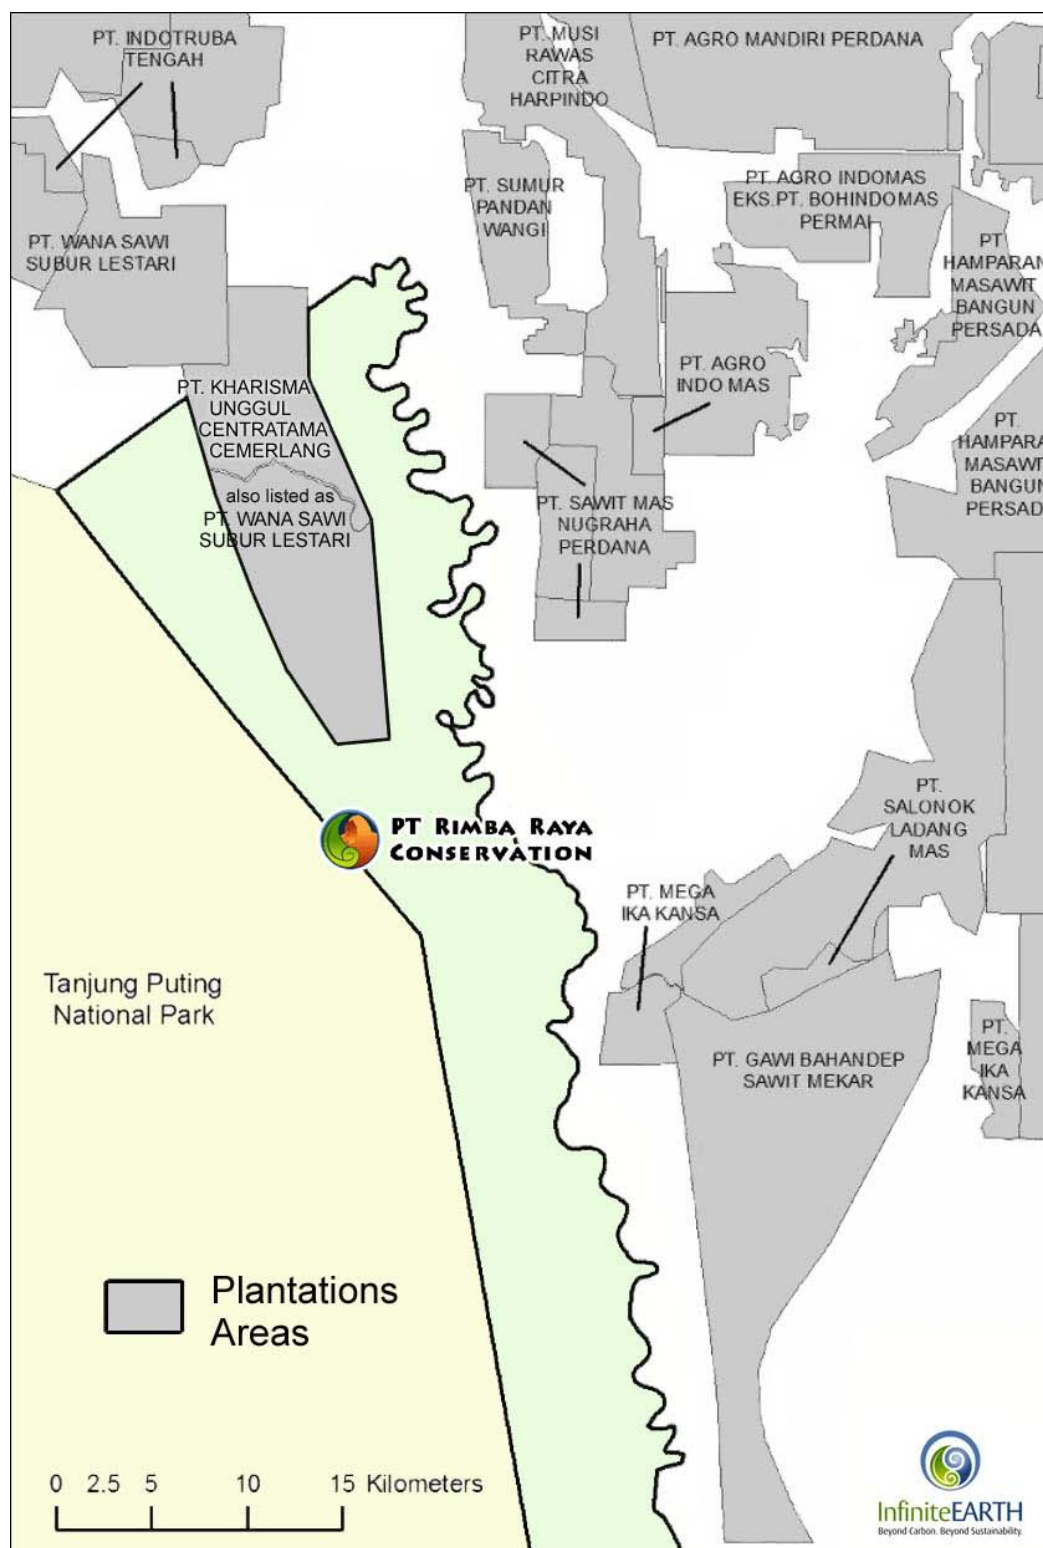 PT. INDOTRUBA
TENGAH
PT. MUSI
RAWAS
CITRA
HARPINDO
PT. AGRO MANDIRI PERDANA
PT. SUMUR
PANDAN
WANGI
PT. AGRO INDOMAS
EKS.PT. BOHINDOMAS
PERMAI
PT. WANA SAWI
SUBUR LESTARI
PT
HAMPARAN
MASAWIT
BANGUN
PERSADA
PT. AGRO
INDO MAS
PT. KHARISMA
UNGGUL
CENTRATAMA
CEMERLANG
also listed as
PT. WANA SAWI
SUBUR LESTARI
PT.
HAMPARA
MASAWIT
BANGUN
PERSAD
PT. SAWIT MAS
NUGRAHA
PERDANA
PT.
SALONOK
LADANG
MAS
PT RIMBA RAYA
CONSERVATION
PT. MEGA
IKA KANSA
Tanjung Puting
National Park
PT. GAWI BAHANDEP
SAWIT MEKAR
PT.
MEGA
IKA
KANSA
Plantations
Areas
0 2.5 5 10 15 Kilometers
InfiniteEARTH
Beyond Carbon. Beyond Sustainability.